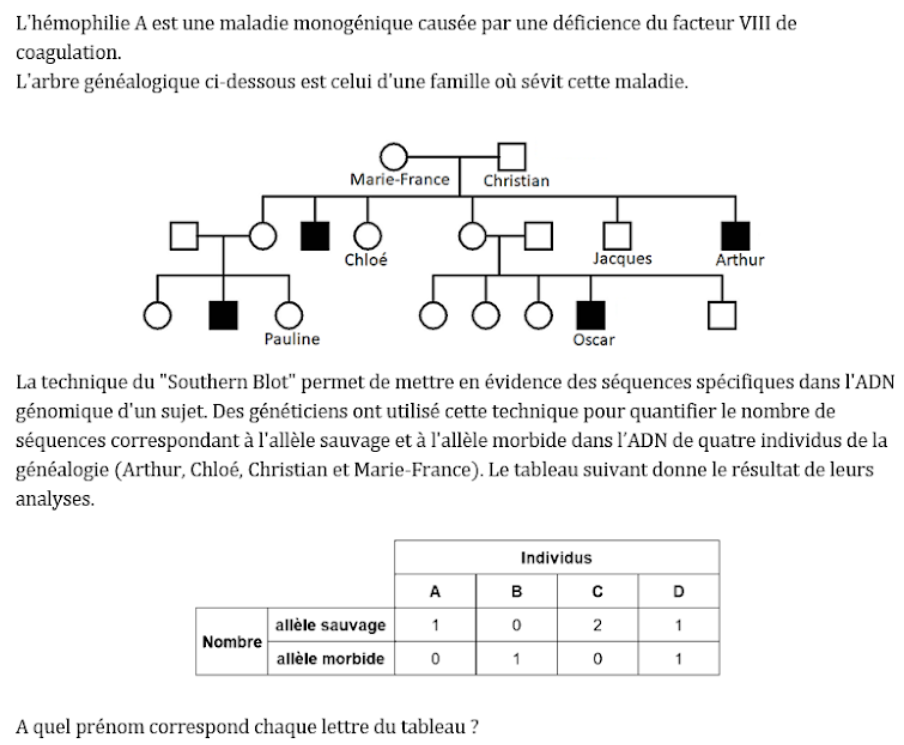 L'hémophilie A est une maladie monogénique causée par une déficience du facteur VIII de
coagulation.
L'arbre généalogique ci-dessous est celui d'une famille où sévit cette maladie.
Marie-France Christian
Chloé Jacques Arthur
Pauline Oscar
La technique du "Southern Blot" permet de mettre en évidence des séquences spécifiques dans l'ADN
génomique d'un sujet. Des généticiens ont utilisé cette technique pour quantifier le nombre de
séquences correspondant à l'allèle sauvage et à l'allèle morbide dans l'ADN de quatre individus de la
généalogie (Arthur, Chloé, Christian et Marie-France). Le tableau suivant donne le résultat de leurs
analyses.
Individus
A B C D
Nombre
allèle sauvage 1 0 2 1
allèle morbide 0 1 0 1
A quel prénom correspond chaque lettre du tableau ?